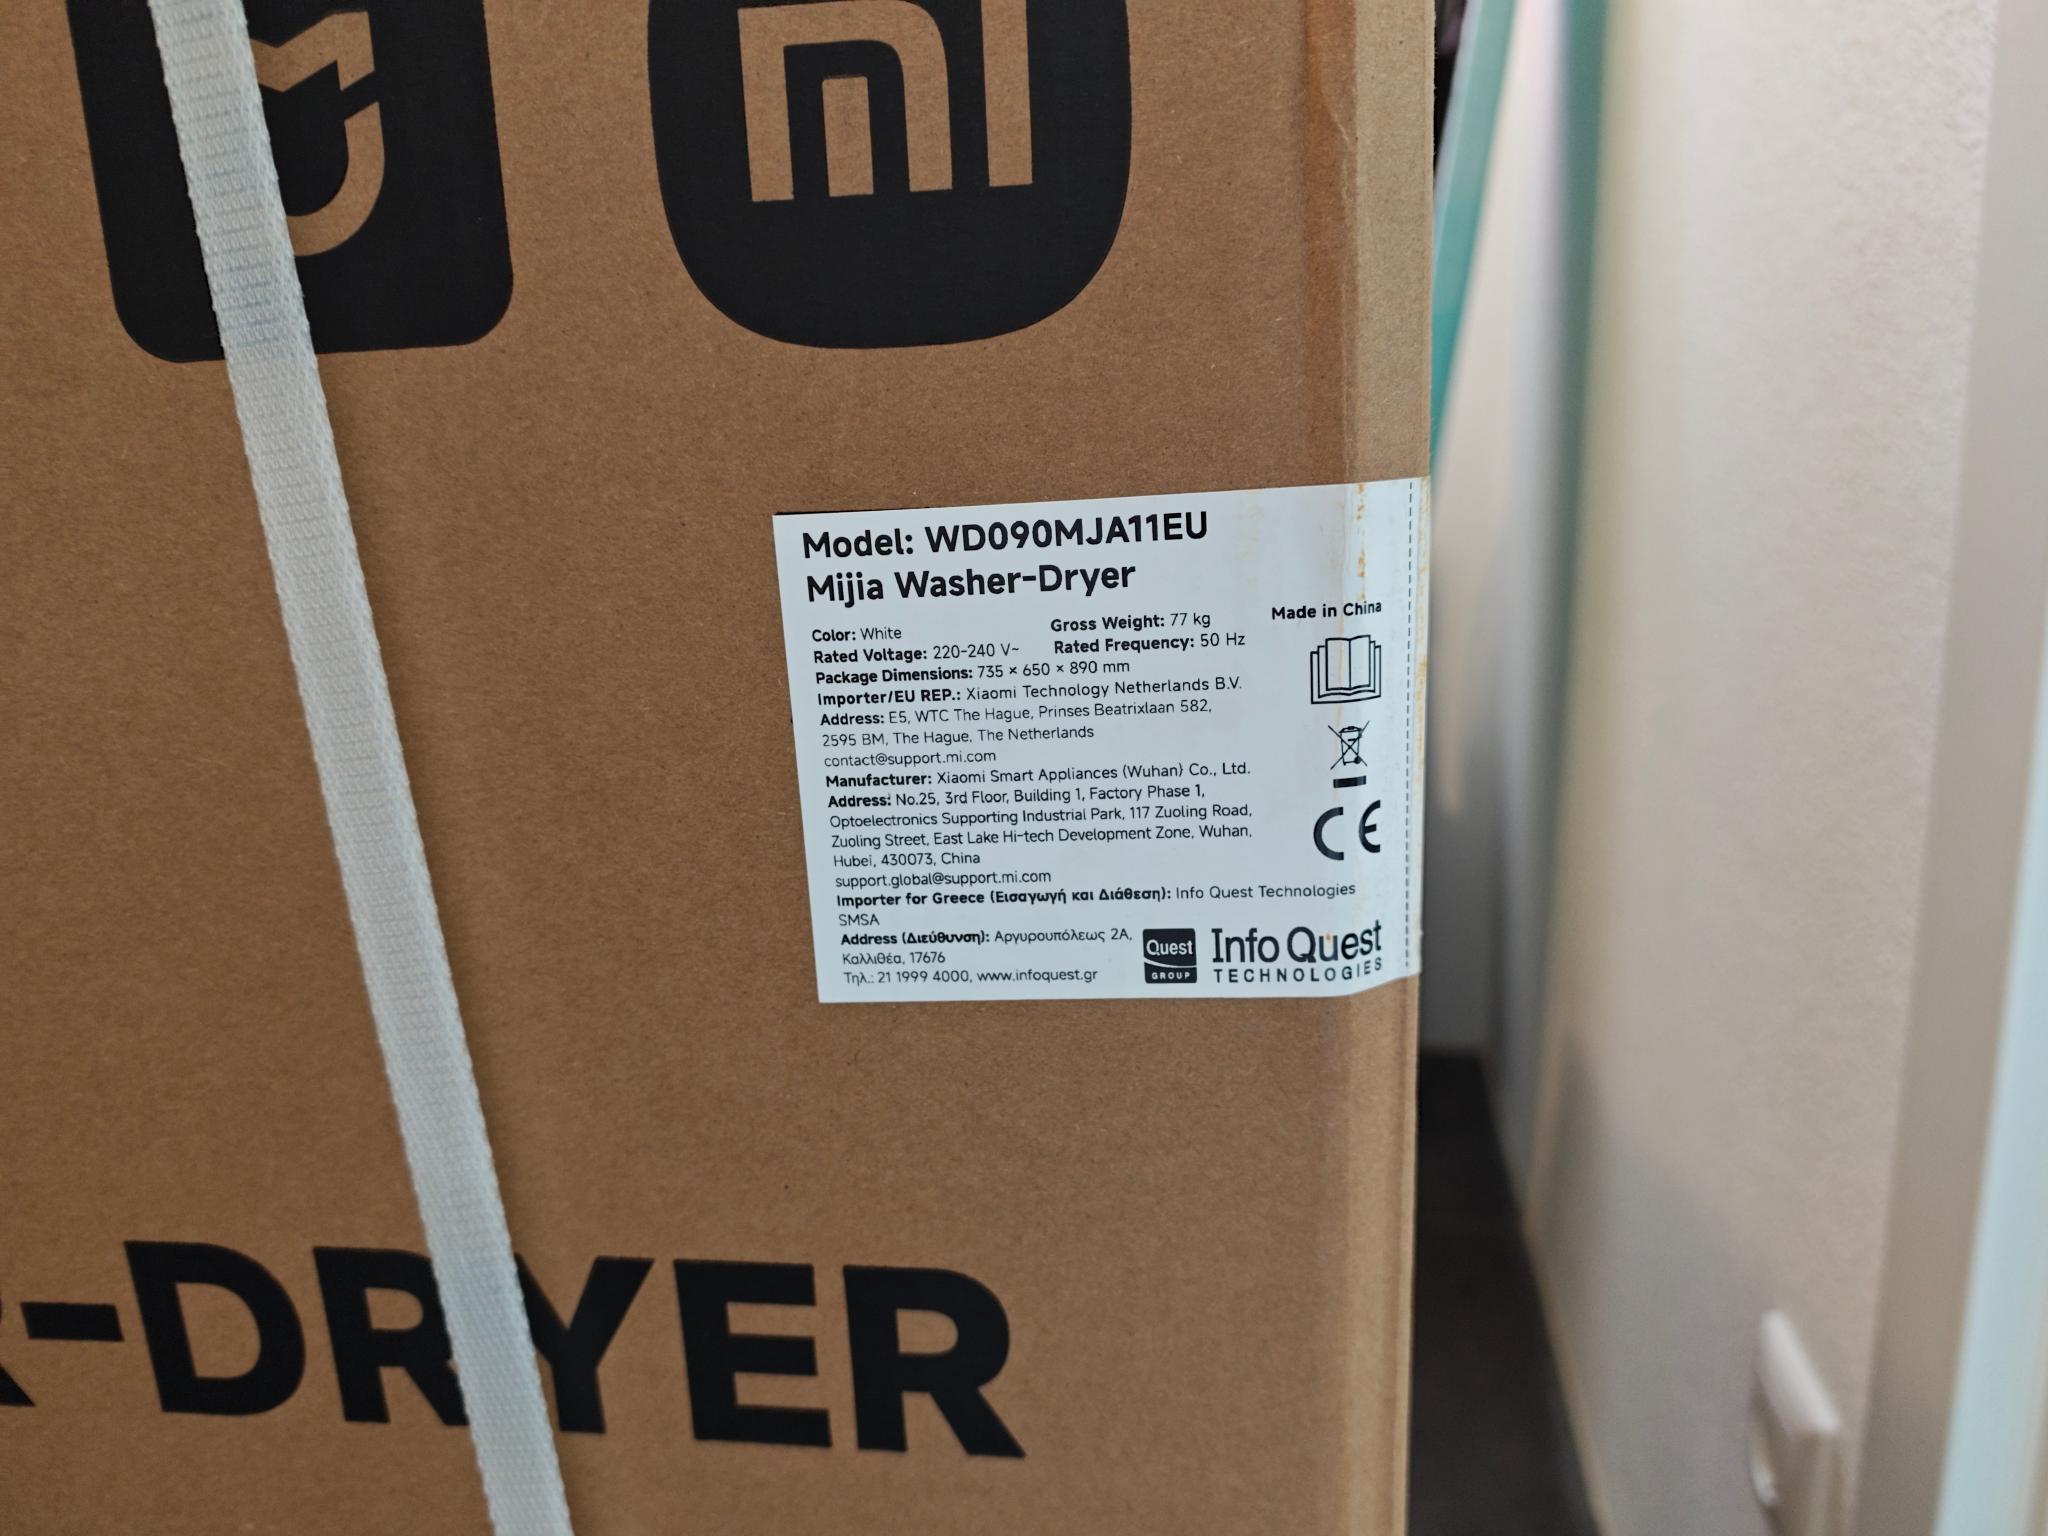 mi
Model: WD090MJA11EU
Mijia Washer-Dryer
Color: White
Gross Weight: 77 kg
Made in China
Rated Voltage: 220-240 V~
Rated Frequency: 50 Hz
Package Dimensions: 735 × 650 × 890 mm
Importer/EU REP.: Xiaomi Technology Netherlands B.V.
Address: E5, WTC The Hague, Prinses Beatrixlaan 582,
2595 BM, The Hague, The Netherlands
contact@support.mi.com
Manufacturer: Xiaomi Smart Appliances (Wuhan) Co., Ltd.
Address: No.25, 3rd Floor, Building 1, Factory Phase 1,
Optoelectronics Supporting Industrial Park, 117 Zuoling Road,
Zuoling Street, East Lake Hi-tech Development Zone, Wuhan,
Hubei, 430073, China
support.global@support.mi.com
CE
Importer for Greece (Εισαγωγή και Διάθεση): Info Quest Technologies
SMSA
Address (Διεύθυνση): Αργυρουπόλεως 2Α,
Καλλιθέα, 17676
Τηλ.: 21 1999 4000, www.infoquest.gr
Quest
GROUP
Info Quest
TECHNOLOGIES
R-DRYER